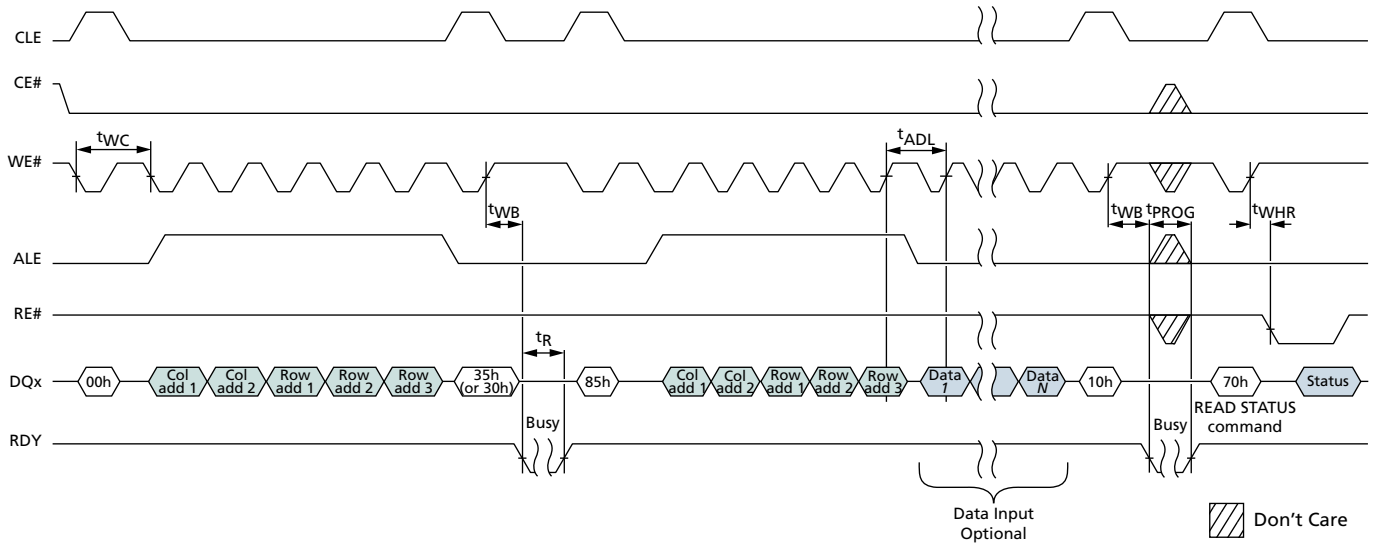 CLE
CE#
tWC
tADL
WE#
tWB
tWB
tPROG
tWHR
ALE
RE#
tR
DQx
00h
Col
add 1
Col
add 2
Row
add 1
Row
add 2
Row
add 3
35h
(or 30h)
85h
Col
add 1
Col
add 2
Row
add 1
Row
add 2
Row
add 3
Data
1
Data
N
10h
70h
Status
READ STATUS
command
Busy
Busy
RDY
Data Input
Optional
Don't Care